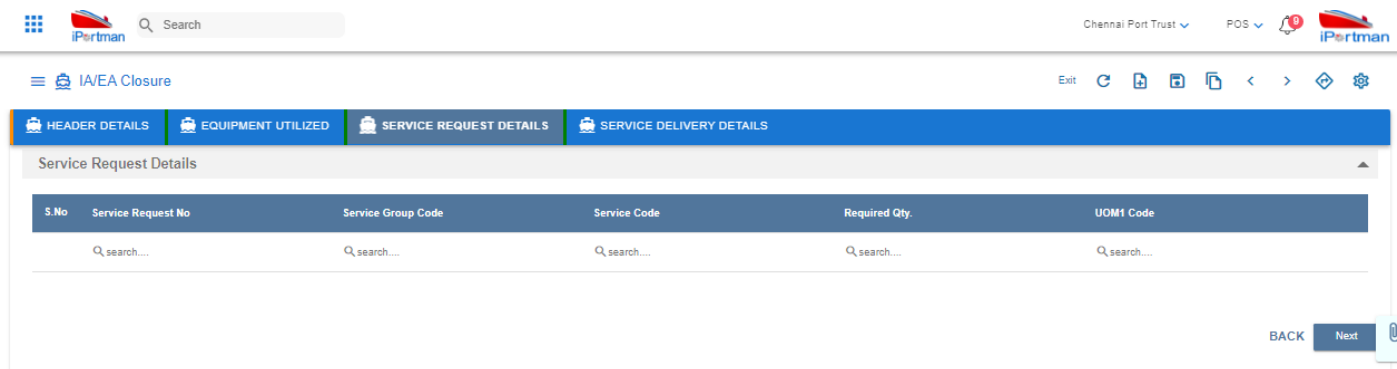 iPortman
Search
Chennai Port Trust
POS
9
iPortman
IA/EA Closure
Exit
HEADER DETAILS
EQUIPMENT UTILIZED
SERVICE REQUEST DETAILS
SERVICE DELIVERY DETAILS
Service Request Details
S.No Service Request No Service Group Code Service Code Required Qty. UOM1 Code
search.... search.... search.... search.... search....
BACK Next